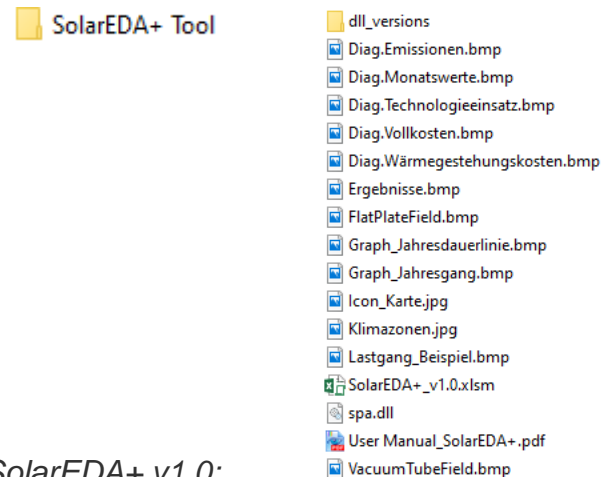 SolarEDA+ Tool
dll_versions
Diag.Emissionen.bmp
Diag.Monatswerte.bmp
Diag.Technologieeinsatz.bmp
Diag.Vollkosten.bmp
Diag.Wärmegestehungskosten.bmp
Ergebnisse.bmp
FlatPlateField.bmp
Graph_Jahresdauerlinie.bmp
Graph_Jahresgang.bmp
Icon_Karte.jpg
Klimazonen.jpg
Lastgang_Beispiel.bmp
SolarEDA+_v1.0.xlsm
spa.dll
User Manual_SolarEDA+.pdf
VacuumTubeField.bmp
SolarEDA+ v1.0: